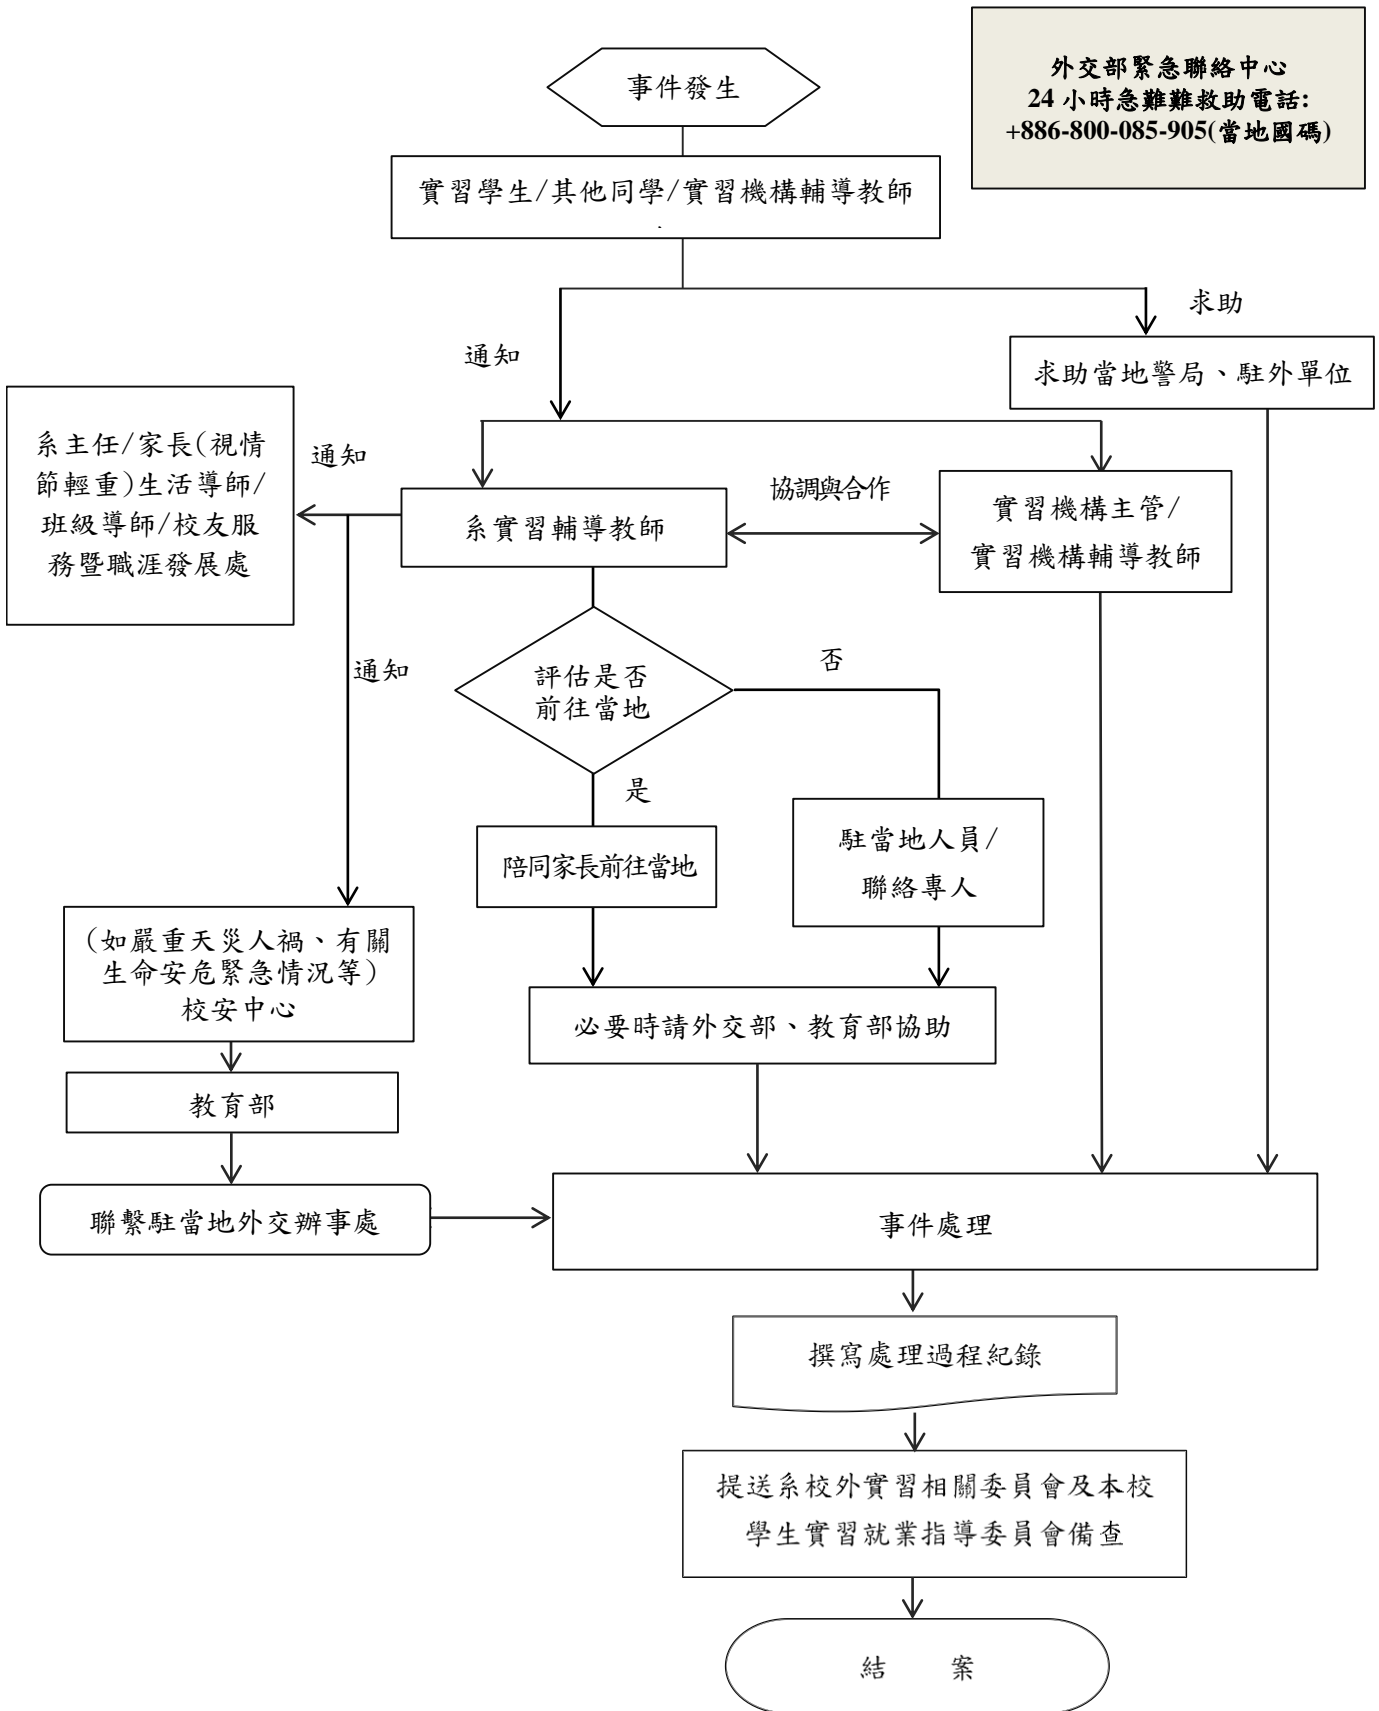 外交部緊急聯絡中心
24 小時急難難救助電話:
+886-800-085-905(當地國碼)
事件發生
實習學生/其他同學/實習機構輔導教師
求助
通知
求助當地警局、駐外單位
系主任/家長(視情
節輕重)生活導師/
班級導師/校友服
務暨職涯發展處
通知
協調與合作
系實習輔導教師
實習機構主管/
實習機構輔導教師
通知
評估是否
前往當地
否
是
陪同家長前往當地
駐當地人員/
聯絡專人
(如嚴重天災人禍、有關
生命安危緊急情況等)
校安中心
必要時請外交部、教育部協助
教育部
聯繫駐當地外交辦事處
事件處理
撰寫處理過程紀錄
提送系校外實習相關委員會及本校
學生實習就業指導委員會備查
結 案